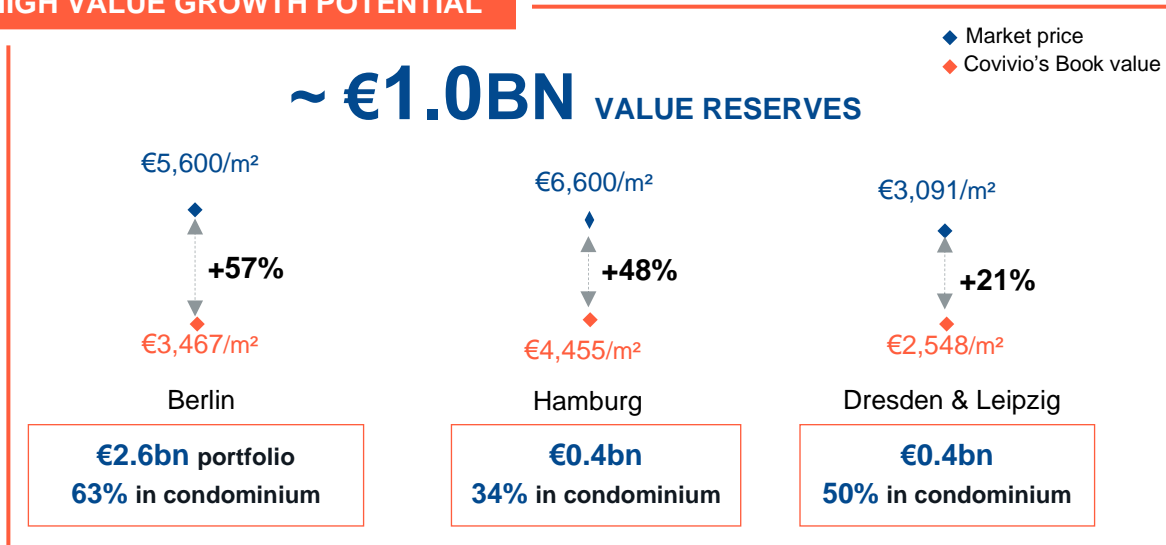 HIGH VALUE GROWTH POTENTIAL
Market price
Covivio's Book value
~ €1.0BN VALUE RESERVES
€5,600/m²
+57%
€3,467/m²
Berlin
€2.6bn portfolio
63% in condominium
€6,600/m²
+48%
€4,455/m²
Hamburg
€0.4bn
34% in condominium
€3,091/m²
+21%
€2,548/m²
Dresden & Leipzig
€0.4bn
50% in condominium